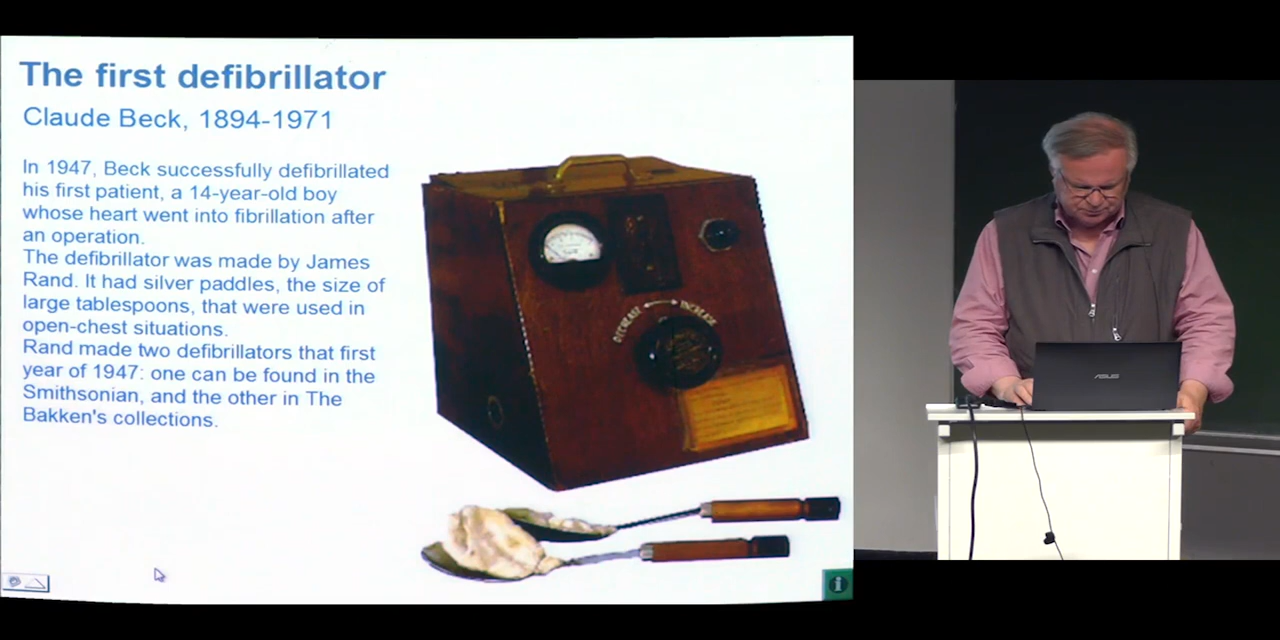 The first defibrillator
Claude Beck, 1894-1971
In 1947, Beck successfully defibrillated
his first patient, a 14-year-old boy
whose heart went into fibrillation after
an operation.
The defibrillator was made by James
Rand. It had silver paddles, the size of
large tablespoons, that were used in
open-chest situations.
Rand made two defibrillators that first
year of 1947: one can be found in the
Smithsonian, and the other in The
Bakken's collections.
DECREASE INCREASE
ASUS